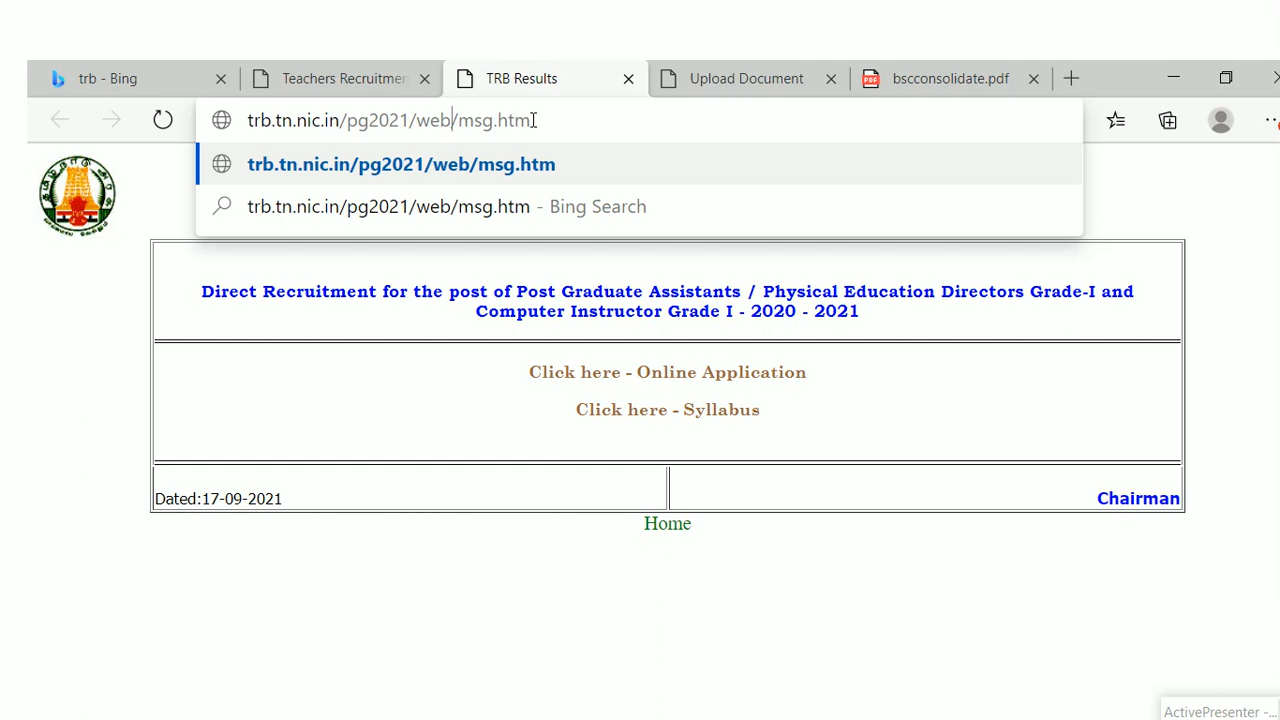 trb - Bing
Teachers Recruitmen
TRB Results
Upload Document
bscconsolidate.pdf
trb.tn.nic.in/pg2021/web/msg.htm
trb.tn.nic.in/pg2021/web/msg.htm
trb.tn.nic.in/pg2021/web/msg.htm - Bing Search
Direct Recruitment for the post of Post Graduate Assistants / Physical Education Directors Grade-I and
Computer Instructor Grade I - 2020 - 2021
Click here - Online Application
Click here - Syllabus
Dated:17-09-2021
Chairman
Home
ActivePresenter -...